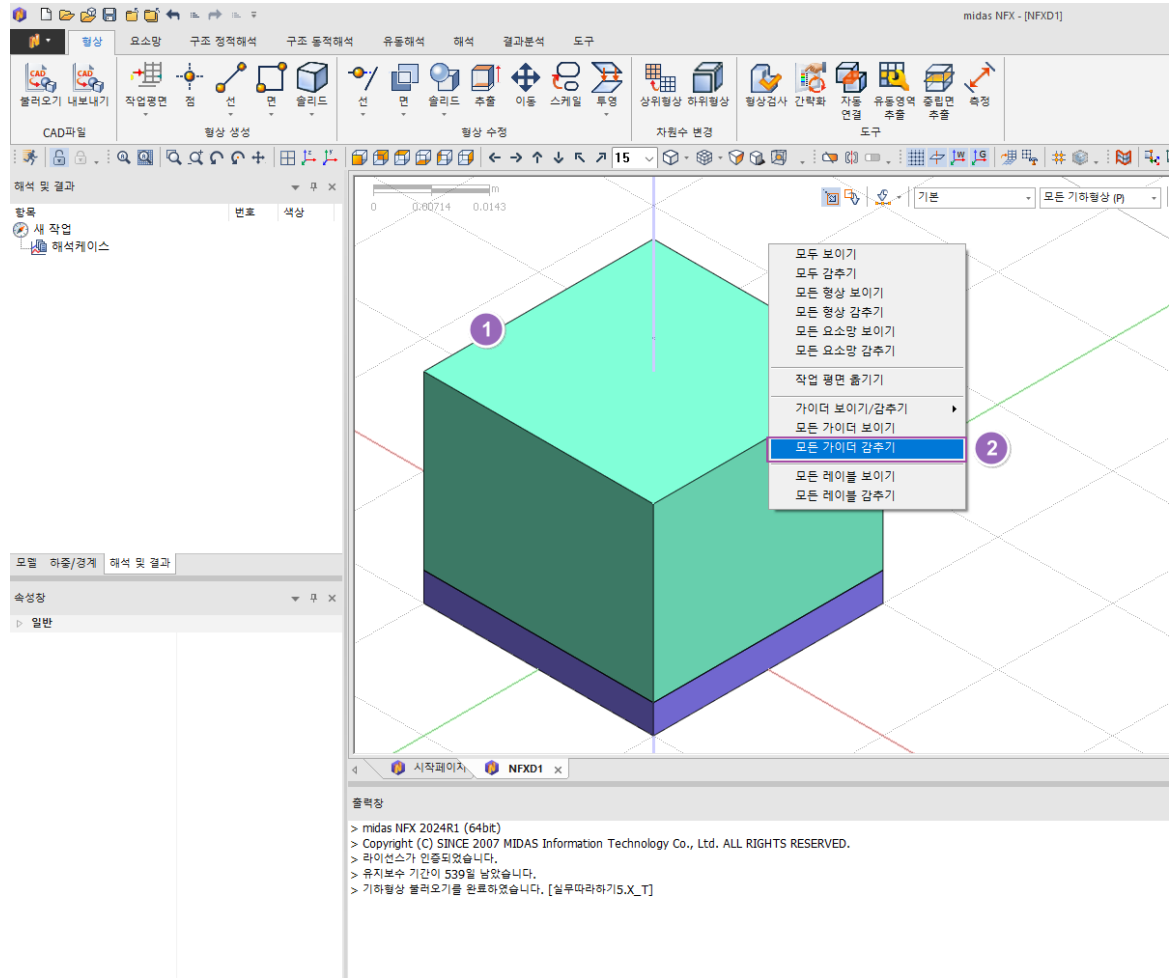 midas NFX - [NFXD1]
형상 요소망 구조 정적해석 구조 동적해석 유동해석 해석 결과분석 도구
CAD CAD
불러오기 내보내기 작업평면 점 선 면 솔리드 선 면 솔리드 추출 이동 스케일 투영 상위형상 하위형상 형상검사 간략화 자동 연결 유동영역 추출 중립면 추출 측정
CAD파일 형상 생성 형상 수정 차원수 변경 도구
15
해석 및 결과
항목 번호 색상
새 작업
해석케이스
모델 하중/경계 해석 및 결과
속성창
일반
m
0 0.00714 0.0143
기본 모든 기하형상 (P)
1
모두 보이기
모두 감추기
모든 형상 보이기
모든 형상 감추기
모든 요소망 보이기
모든 요소망 감추기
작업 평면 옮기기
가이더 보이기/감추기
모든 가이더 보이기
모든 가이더 감추기
2
모든 레이블 보이기
모든 레이블 감추기
시작페이지 NFXD1
출력창
> midas NFX 2024R1 (64bit)
> Copyright (C) SINCE 2007 MIDAS Information Technology Co., Ltd. ALL RIGHTS RESERVED.
> 라이선스가 인증되었습니다.
> 유지보수 기간이 539일 남았습니다.
> 기하형상 불러오기를 완료하였습니다. [실무따라하기5.X_T]